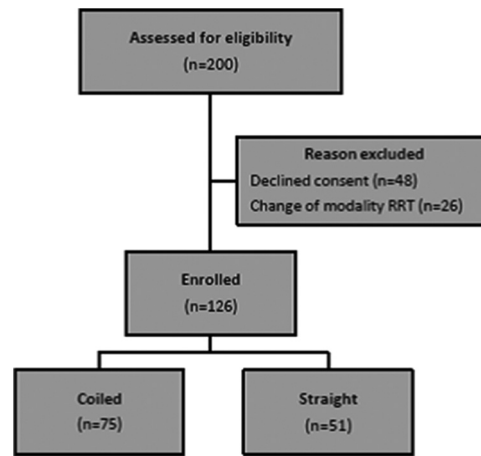 Assessed for eligibility
(n=200)
Reason excluded
Declined consent (n=48)
Change of modality RRT (n=26)
Enrolled
(n=126)
Coiled
(n=75)
Straight
(n=51)